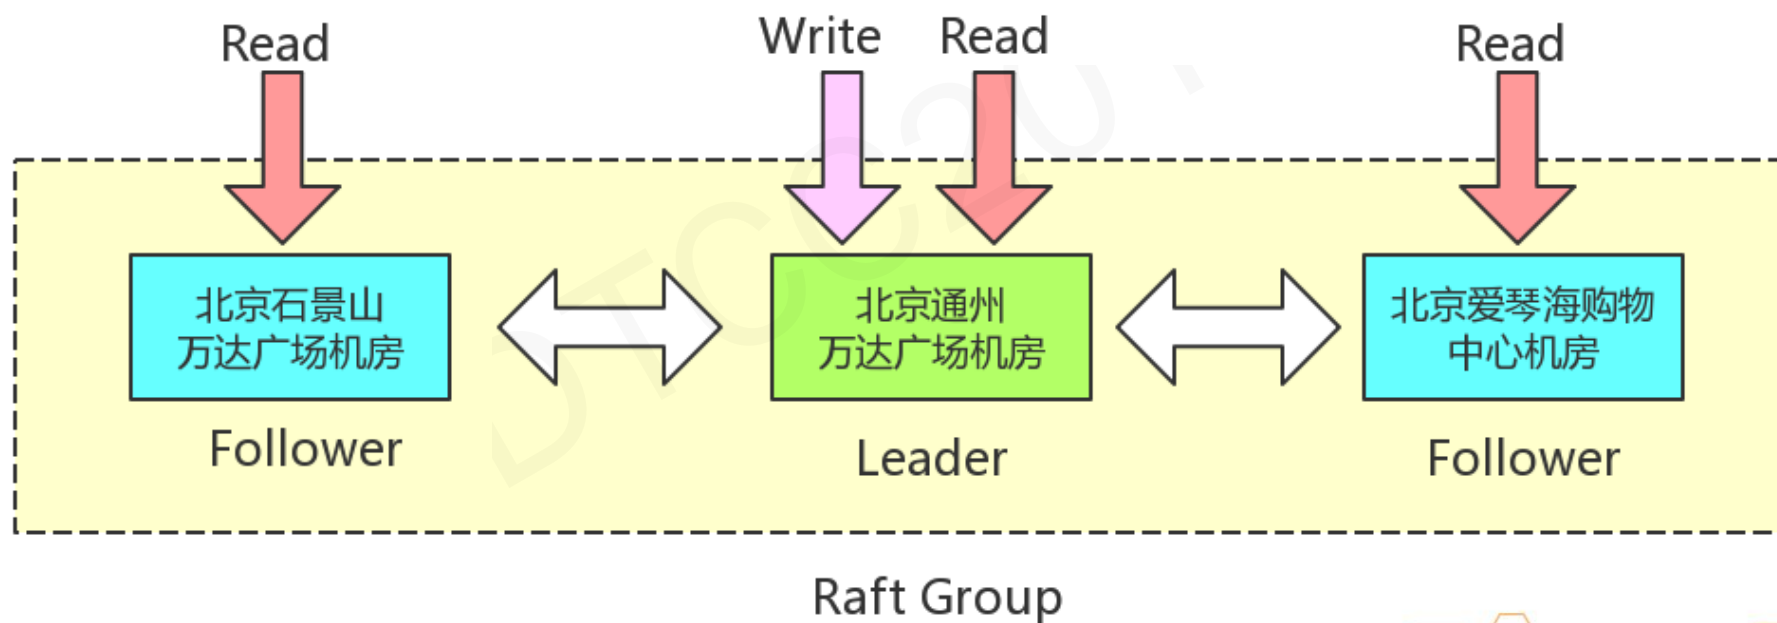 Read
Write
Read
Read
北京石景山
万达广场机房
北京通州
万达广场机房
北京爱琴海购物
中心机房
Follower
Leader
Follower
Raft Group
DTCC20